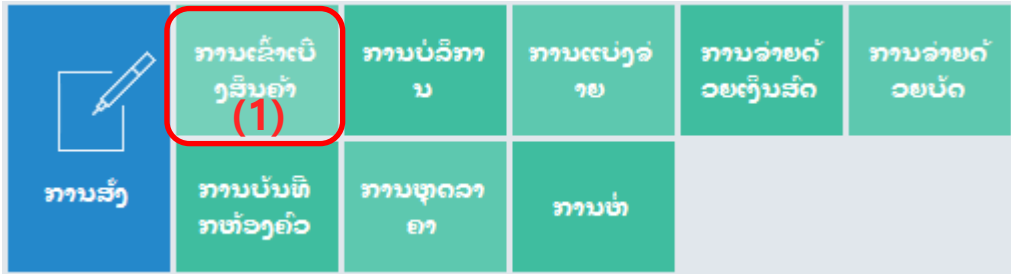 ການເຂົ້າເບິ
ງສິນຄ້າ
(1)
ການບໍລິກາ
ນ
ການແບ່ງຈ່
າຍ
ການຈ່າຍດ້
ວຍເງິນສົດ
ການຈ່າຍດ້
ວຍບັດ
ການສັ່ງ
ການບັນທຶ
ກຫ້ອງຄົວ
ການຫຼຸດລາ
ຄາ
ການຫໍ່